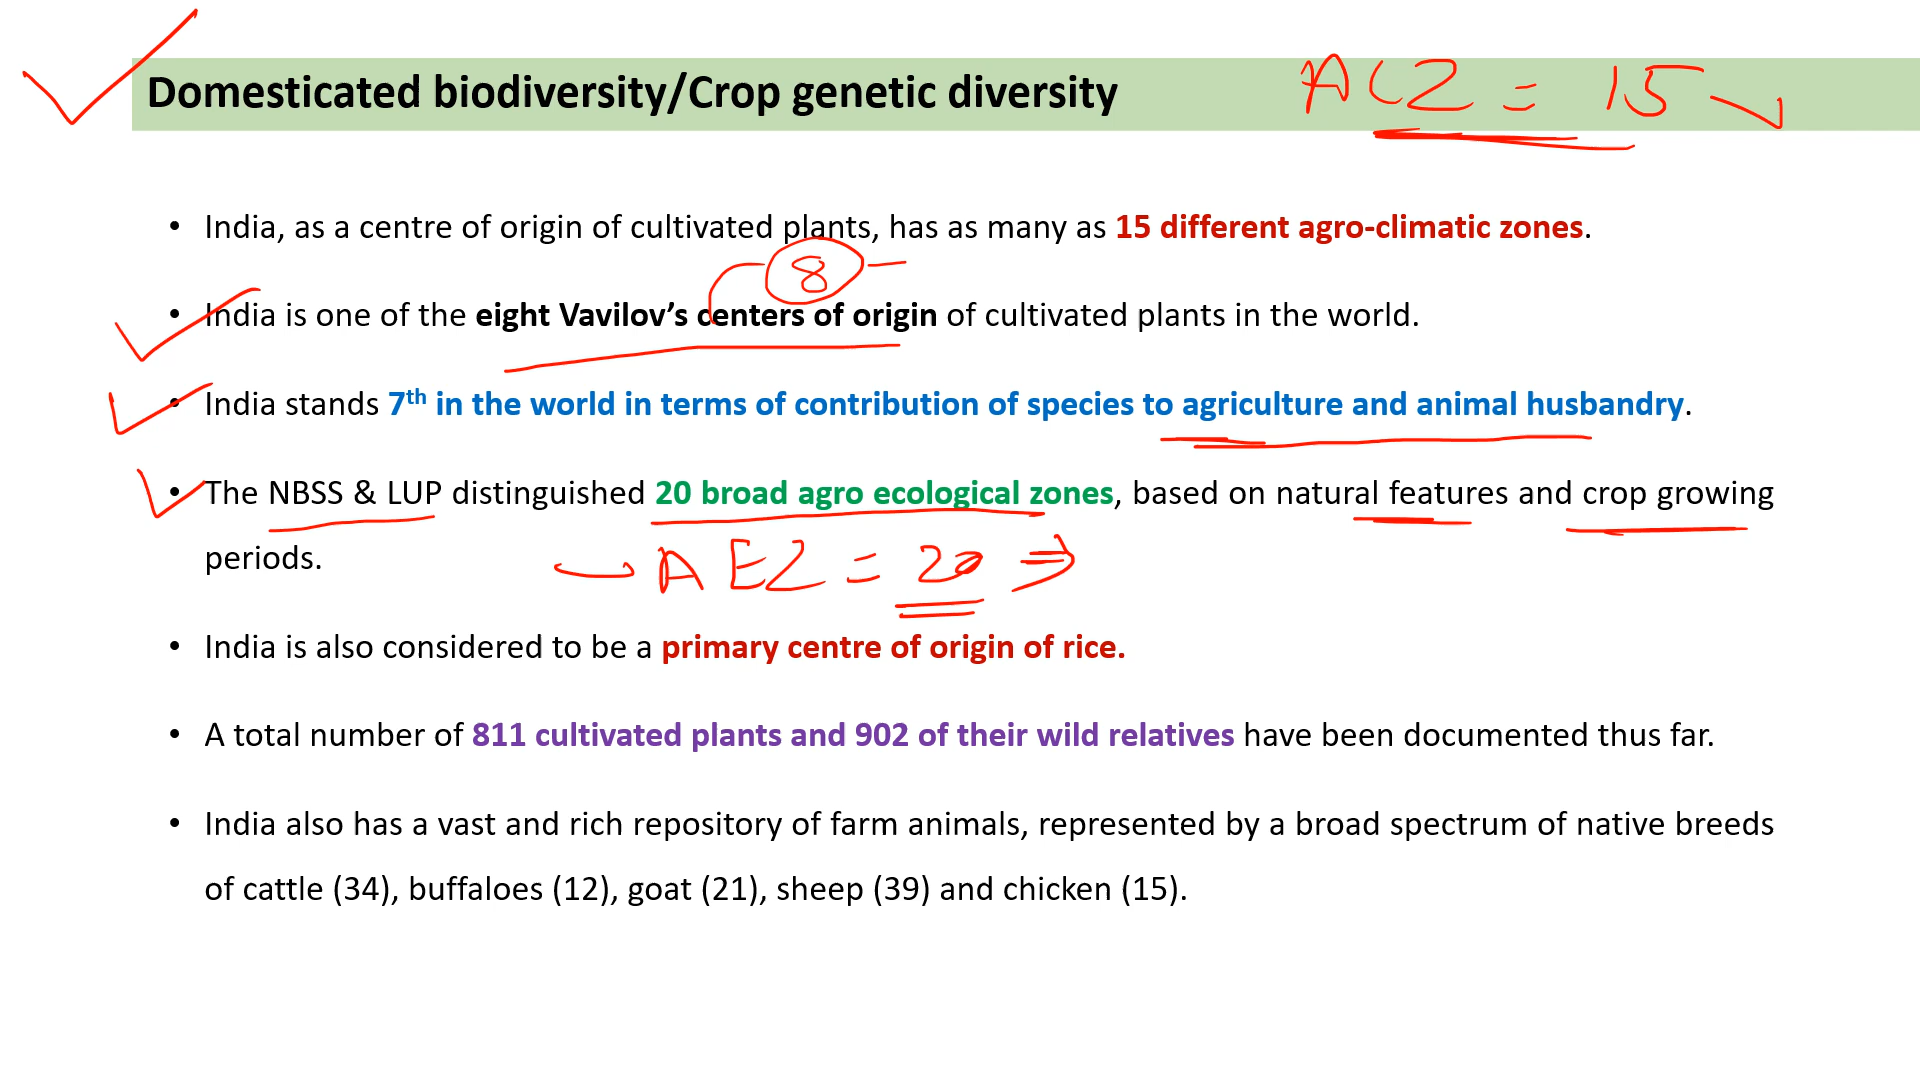 Domesticated biodiversity/Crop genetic diversity ACZ = 15
• India, as a centre of origin of cultivated plants, has as many as 15 different agro-climatic zones.
8
• India is one of the eight Vavilov's centers of origin of cultivated plants in the world.
• India stands 7th in the world in terms of contribution of species to agriculture and animal husbandry.
• The NBSS & LUP distinguished 20 broad agro ecological zones, based on natural features and crop growing
periods.
AEZ = 20 ⇒
• India is also considered to be a primary centre of origin of rice.
• A total number of 811 cultivated plants and 902 of their wild relatives have been documented thus far.
• India also has a vast and rich repository of farm animals, represented by a broad spectrum of native breeds
of cattle (34), buffaloes (12), goat (21), sheep (39) and chicken (15).